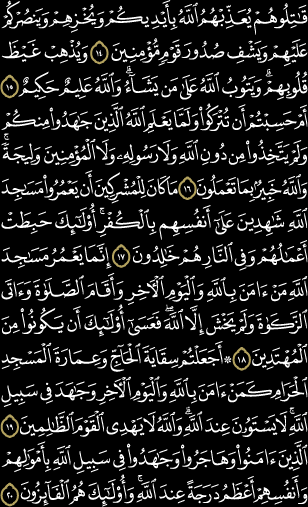 قَٰتِلُوهُمْ يُعَذِّبْهُمُ ٱللَّهُ بِأَيْدِيكُمْ وَيُخْزِهِمْ وَيَنصُرْكُمْ
عَلَيْهِمْ وَيَشْفِ صُدُورَ قَوْمٍ مُّؤْمِنِينَ ١٤ وَيُذْهِبْ غَيْظَ
قُلُوبِهِمْ ۗ وَيَتُوبُ ٱللَّهُ عَلَىٰ مَن يَشَآءُ ۗ وَٱللَّهُ عَلِيمٌ حَكِيمٌ ١٥
أَمْ حَسِبْتُمْ أَن تُتْرَكُوا۟ وَلَمَّا يَعْلَمِ ٱللَّهُ ٱلَّذِينَ جَٰهَدُوا۟ مِنكُمْ
وَلَمْ يَتَّخِذُوا۟ مِن دُونِ ٱللَّهِ وَلَا رَسُولِهِۦ وَلَا ٱلْمُؤْمِنِينَ وَلِيجَةً ۚ
وَٱللَّهُ خَبِيرٌۢ بِمَا تَعْمَلُونَ ١٦ مَا كَانَ لِلْمُشْرِكِينَ أَن يَعْمُرُوا۟ مَسَٰجِدَ
ٱللَّهِ شَٰهِدِينَ عَلَىٰٓ أَنفُسِهِم بِٱلْكُفْرِ ۚ أُو۟لَٰٓئِكَ حَبِطَتْ
أَعْمَٰلُهُمْ وَفِى ٱلنَّارِ هُمْ خَٰلِدُونَ ١٧ إِنَّمَا يَعْمُرُ مَسَٰجِدَ
ٱللَّهِ مَنْ ءَامَنَ بِٱللَّهِ وَٱلْيَوْمِ ٱلْءَاخِرِ وَأَقَامَ ٱلصَّلَوٰةَ وَءَاتَى
ٱلزَّكَوٰةَ وَلَمْ يَخْشَ إِلَّا ٱللَّهَ ۖ فَعَسَىٰٓ أُو۟لَٰٓئِكَ أَن يَكُونُوا۟ مِنَ
ٱلْمُهْتَدِينَ ١٨ ۞ أَجَعَلْتُمْ سِقَايَةَ ٱلْحَآجِّ وَعِمَارَةَ ٱلْمَسْجِدِ
ٱلْحَرَامِ كَمَنْ ءَامَنَ بِٱللَّهِ وَٱلْيَوْمِ ٱلْءَاخِرِ وَجَٰهَدَ فِى سَبِيلِ
ٱللَّهِ ۚ لَا يَسْتَوُۥنَ عِندَ ٱللَّهِ ۗ وَٱللَّهُ لَا يَهْدِى ٱلْقَوْمَ ٱلظَّٰلِمِينَ ١٩
ٱلَّذِينَ ءَامَنُوا۟ وَهَاجَرُوا۟ وَجَٰهَدُوا۟ فِى سَبِيلِ ٱللَّهِ بِأَمْوَٰلِهِمْ
وَأَنفُسِهِمْ أَعْظَمُ دَرَجَةً عِندَ ٱللَّهِ ۚ وَأُو۟لَٰٓئِكَ هُمُ ٱلْفَآئِزُونَ ٢٠